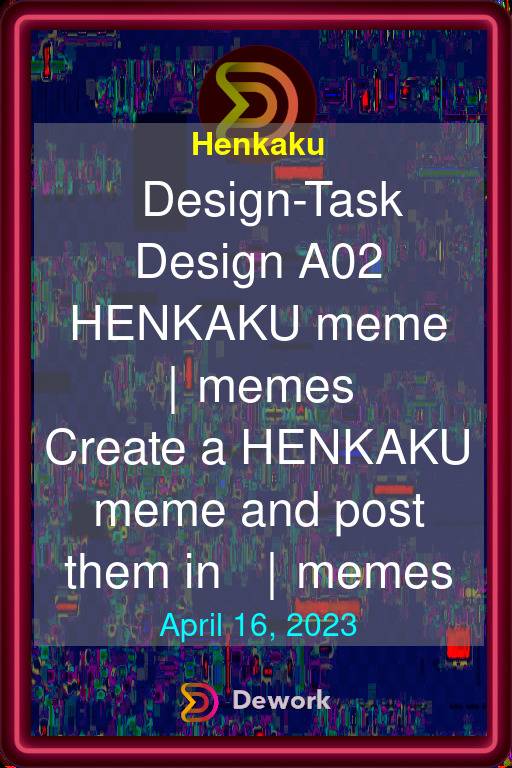 Henkaku
Design-Task
Design A02
HENKAKU meme
| memes
Create a HENKAKU
meme and post
them in | memes
April 16, 2023
Dework